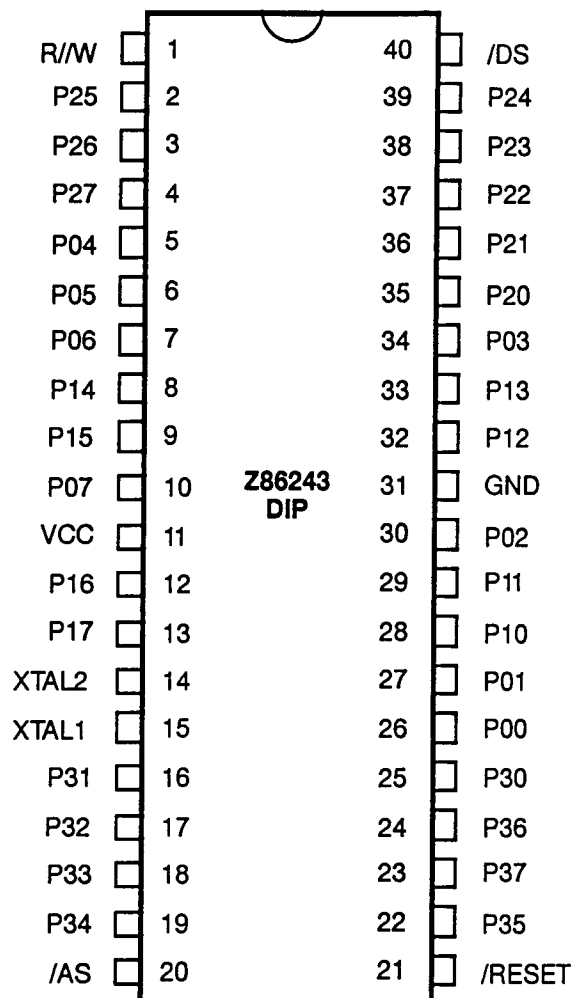 R//W 1 40 /DS
P25 2 39 P24
P26 3 38 P23
P27 4 37 P22
P04 5 36 P21
P05 6 35 P20
P06 7 34 P03
P14 8 33 P13
P15 9 32 P12
P07 10 Z86243 31 GND
DIP
VCC 11 30 P02
P16 12 29 P11
P17 13 28 P10
XTAL2 14 27 P01
XTAL1 15 26 P00
P31 16 25 P30
P32 17 24 P36
P33 18 23 P37
P34 19 22 P35
/AS 20 21 /RESET